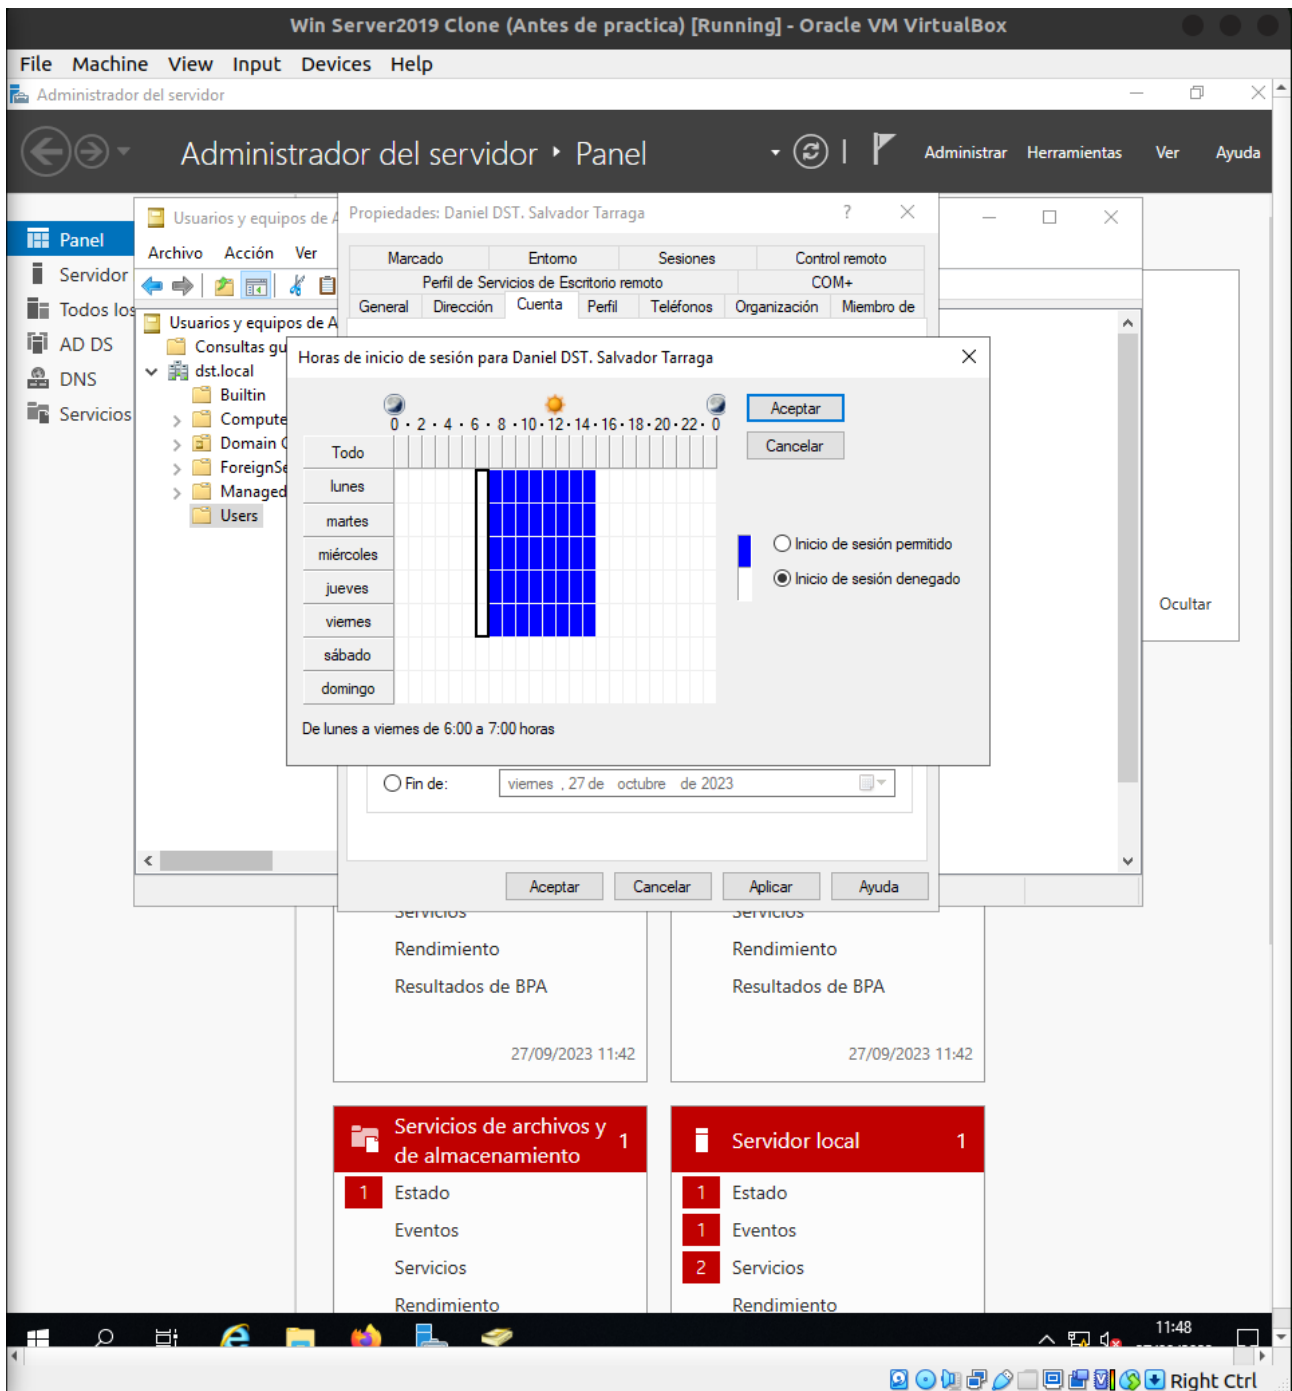 Win Server2019 Clone (Antes de practica) [Running] - Oracle VM VirtualBox
File Machine View Input Devices Help
Administrador del servidor
Administrador del servidor ‣ Panel
Administrar Herramientas Ver Ayuda
Panel
Servidor
Todos los
AD DS
DNS
Servicios
Usuarios y equipos de A
Archivo Acción Ver
Usuarios y equipos de A
Consultas gu
dst.local
Builtin
Compute
Domain C
ForeignSe
Managed
Users
Propiedades: Daniel DST. Salvador Tarraga ?
Marcado Entorno Sesiones Control remoto
Perfil de Servicios de Escritorio remoto COM+
General Dirección Cuenta Perfil Teléfonos Organización Miembro de
Horas de inicio de sesión para Daniel DST. Salvador Tarraga
0 · 2 · 4 · 6 · 8 · 10 · 12 · 14 · 16 · 18 · 20 · 22 · 0
Todo
lunes
martes
miércoles
jueves
viernes
sábado
domingo
Aceptar
Cancelar
Inicio de sesión permitido
Inicio de sesión denegado
De lunes a viernes de 6:00 a 7:00 horas
Fin de: viernes , 27 de octubre de 2023
Aceptar Cancelar Aplicar Ayuda
Ocultar
Servicios
Rendimiento
Resultados de BPA
27/09/2023 11:42
Servicios
Rendimiento
Resultados de BPA
27/09/2023 11:42
Servicios de archivos y
de almacenamiento 1
1 Estado
Eventos
Servicios
Rendimiento
Servidor local 1
1 Estado
1 Eventos
2 Servicios
Rendimiento
11:48
Right Ctrl